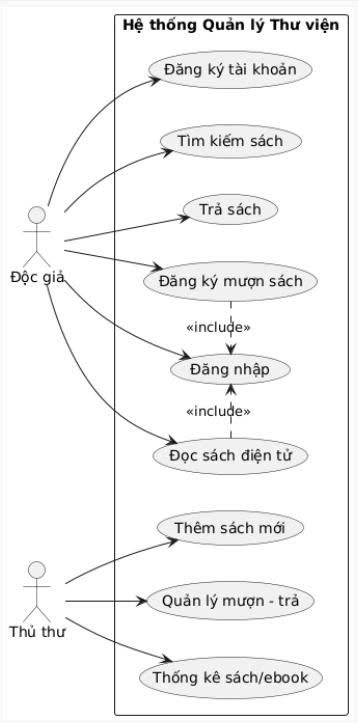 Hệ thống Quản lý Thư viện
Đăng ký tài khoản
Tìm kiếm sách
Trả sách
Độc giả
Đăng ký mượn sách
«include»
Đăng nhập
«include»
Đọc sách điện tử
Thêm sách mới
Quản lý mượn - trả
Thủ thư
Thống kê sách/ebook